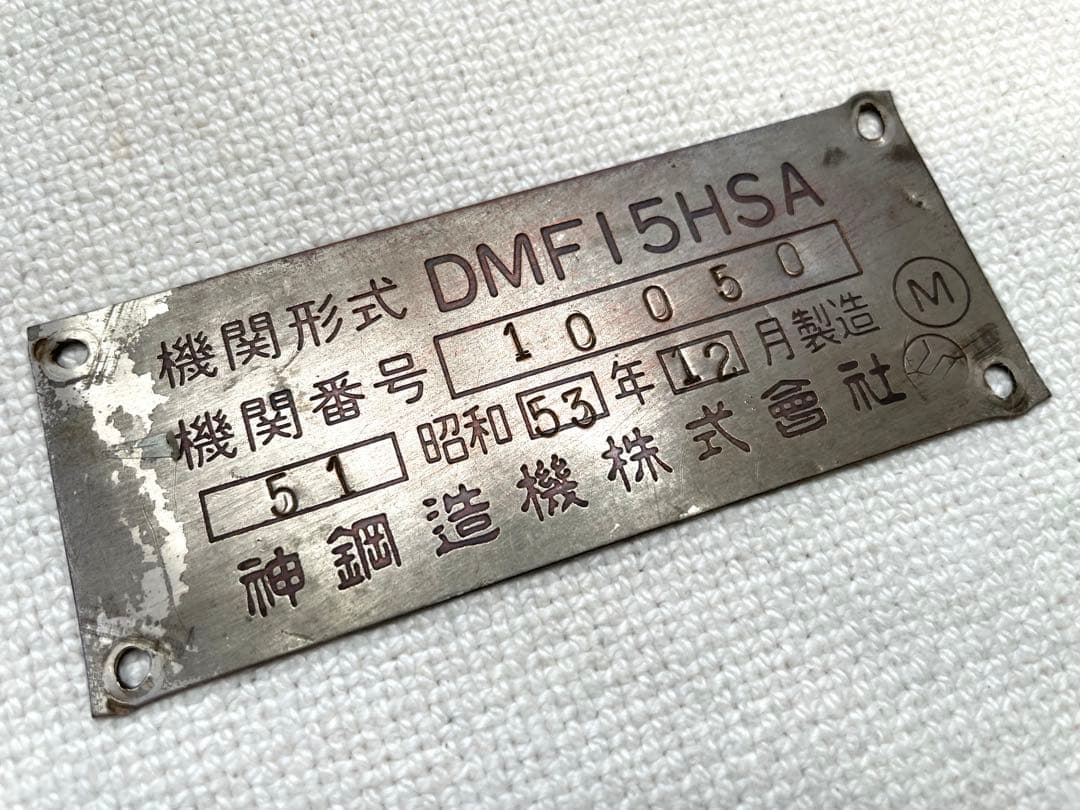 機関形式 DMF15HSA
機関番号 10050
51 昭和53年12月製造 M
神鋼造機株式會社